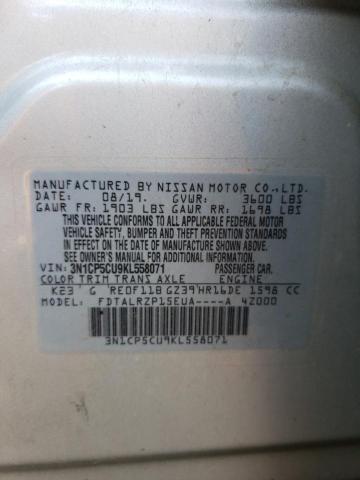 MANUFACTURED BY NISSAN MOTOR CO., LTD.
DATE: 08/19. GVWR: 3600 LBS
GAWR FR: 1903 LBS GAWR RR: 1698 LBS
THIS VEHICLE CONFORMS TO ALL APPLICABLE FEDERAL MOTOR
VEHICLE SAFETY, BUMPER AND THEFT PREVENTION STANDARDS
IN EFFECT ON THE DATE OF MANUFACTURE SHOWN ABOVE.
SEE OWNER'S MANUAL FOR ADDITIONAL INFORMATION.
VIN: 3N1CP5CU9KL558071 PASSENGER CAR.
COLOR TRIM TRANS AXLE ENGINE
K23 G RE0F11B GZ39 HR16DE 1598 CC
MODEL: FDTALRZP15EUA----A 4Z000
3N1CP5CU9KL558071